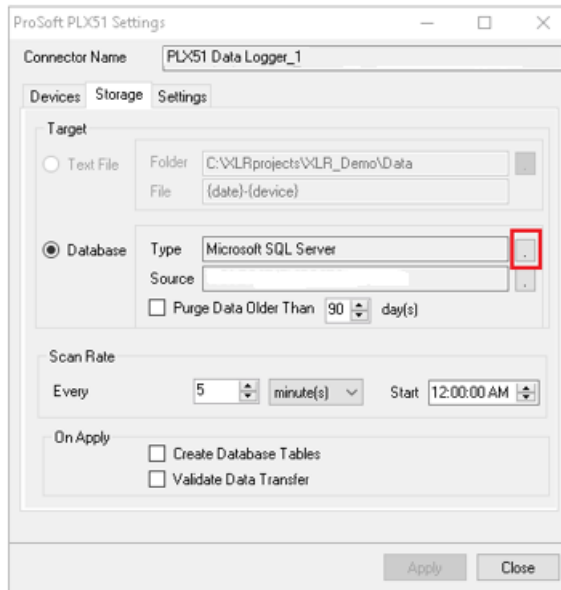 ProSoft PLX51 Settings
Connector Name PLX51 Data Logger_1
Devices Storage Settings
Target
Text File Folder C:\XLRprojects\XLR_Demo\Data .
File {date}-{device}
Database Type Microsoft SQL Server .
Source .
Purge Data Older Than 90 day(s)
Scan Rate
Every 5 minute(s) Start 12:00:00 AM
On Apply
Create Database Tables
Validate Data Transfer
Apply Close